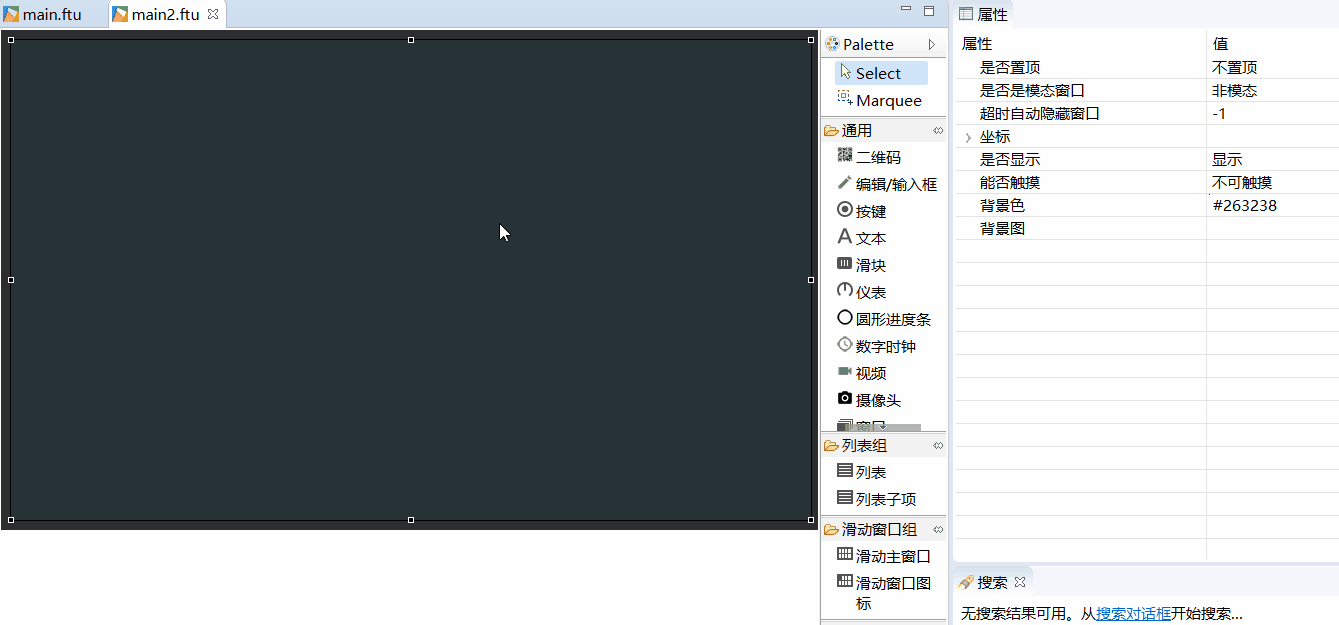 main.ftu
main2.ftu
Palette
Select
Marquee
通用
二维码
编辑/输入框
按键
文本
滑块
仪表
圆形进度条
数字时钟
视频
摄像头
窗口
列表组
列表
列表子项
滑动窗口组
滑动主窗口
滑动窗口图
标
属性
属性 值
是否置顶 不置顶
是否是模态窗口 非模态
超时自动隐藏窗口 -1
坐标
是否显示 显示
能否触摸 不可触摸
背景色 #263238
背景图
搜索
无搜索结果可用。从搜索对话框开始搜索...